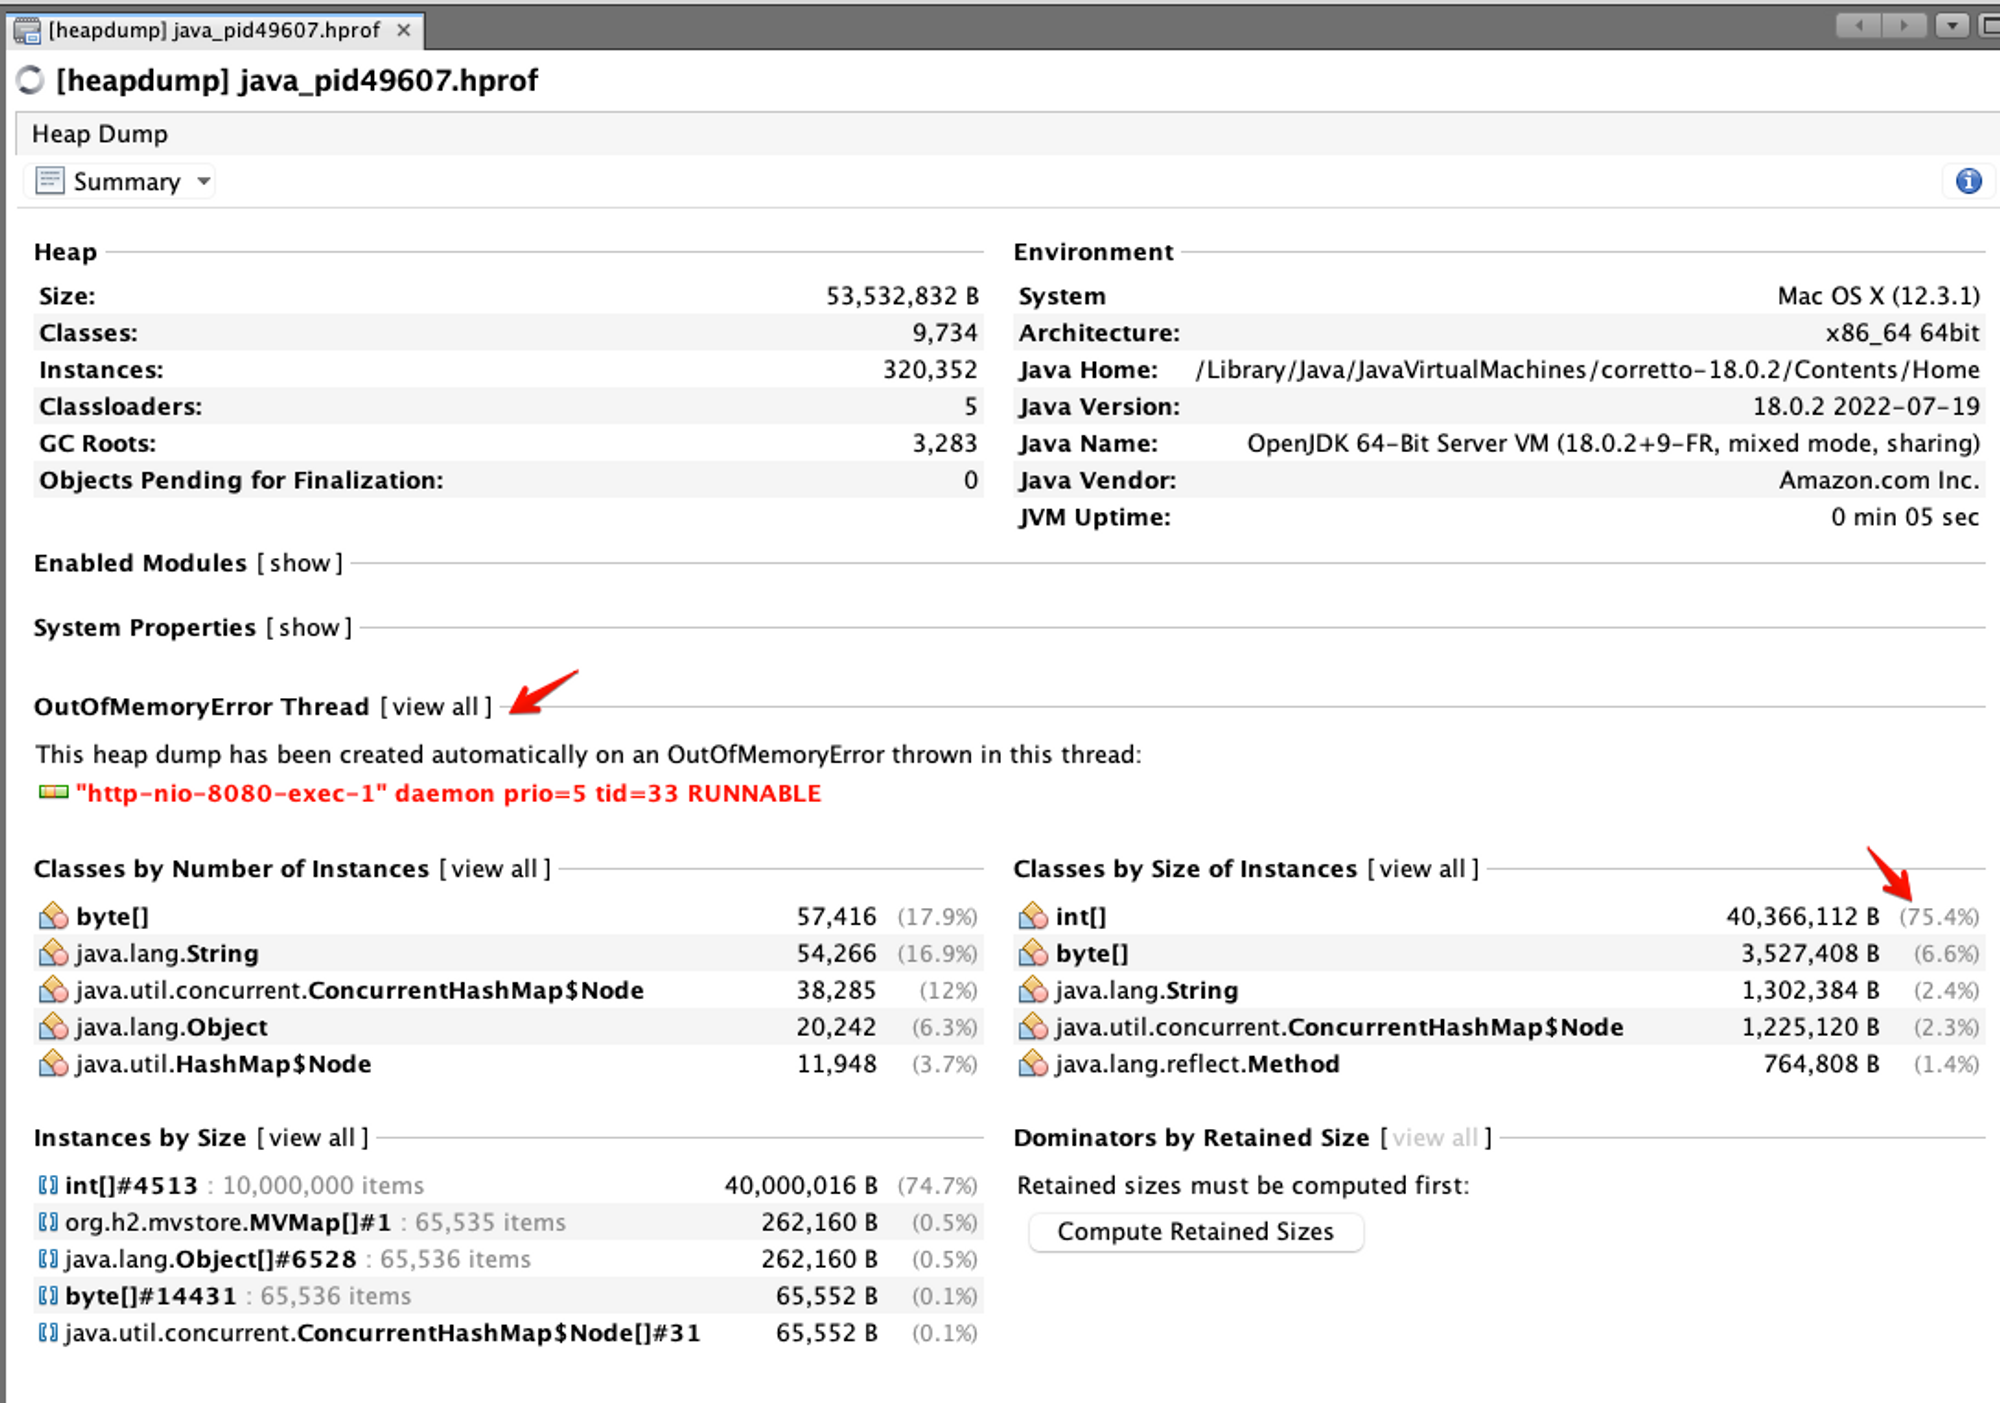 [heapdump] java_pid49607.hprof
[heapdump] java_pid49607.hprof
Heap Dump
Summary
Heap
Size: 53,532,832 B
Classes: 9,734
Instances: 320,352
Classloaders: 5
GC Roots: 3,283
Objects Pending for Finalization: 0
Environment
System Mac OS X (12.3.1)
Architecture: x86_64 64bit
Java Home: /Library/Java/JavaVirtualMachines/corretto-18.0.2/Contents/Home
Java Version: 18.0.2 2022-07-19
Java Name: OpenJDK 64-Bit Server VM (18.0.2+9-FR, mixed mode, sharing)
Java Vendor: Amazon.com Inc.
JVM Uptime: 0 min 05 sec
Enabled Modules [show]
System Properties [show]
OutOfMemoryError Thread [view all]
This heap dump has been created automatically on an OutOfMemoryError thrown in this thread:
"http-nio-8080-exec-1" daemon prio=5 tid=33 RUNNABLE
Classes by Number of Instances [view all]
byte[] 57,416 (17.9%)
java.lang.String 54,266 (16.9%)
java.util.concurrent.ConcurrentHashMap$Node 38,285 (12%)
java.lang.Object 20,242 (6.3%)
java.util.HashMap$Node 11,948 (3.7%)
Classes by Size of Instances [view all]
int[] 40,366,112 B (75.4%)
byte[] 3,527,408 B (6.6%)
java.lang.String 1,302,384 B (2.4%)
java.util.concurrent.ConcurrentHashMap$Node 1,225,120 B (2.3%)
java.lang.reflect.Method 764,808 B (1.4%)
Instances by Size [view all]
int[]#4513 : 10,000,000 items 40,000,016 B (74.7%)
org.h2.mvstore.MVMap[]#1 : 65,535 items 262,160 B (0.5%)
java.lang.Object[]#6528 : 65,536 items 262,160 B (0.5%)
byte[]#14431 : 65,536 items 65,552 B (0.1%)
java.util.concurrent.ConcurrentHashMap$Node[]#31 65,552 B (0.1%)
Dominators by Retained Size [view all]
Retained sizes must be computed first:
Compute Retained Sizes